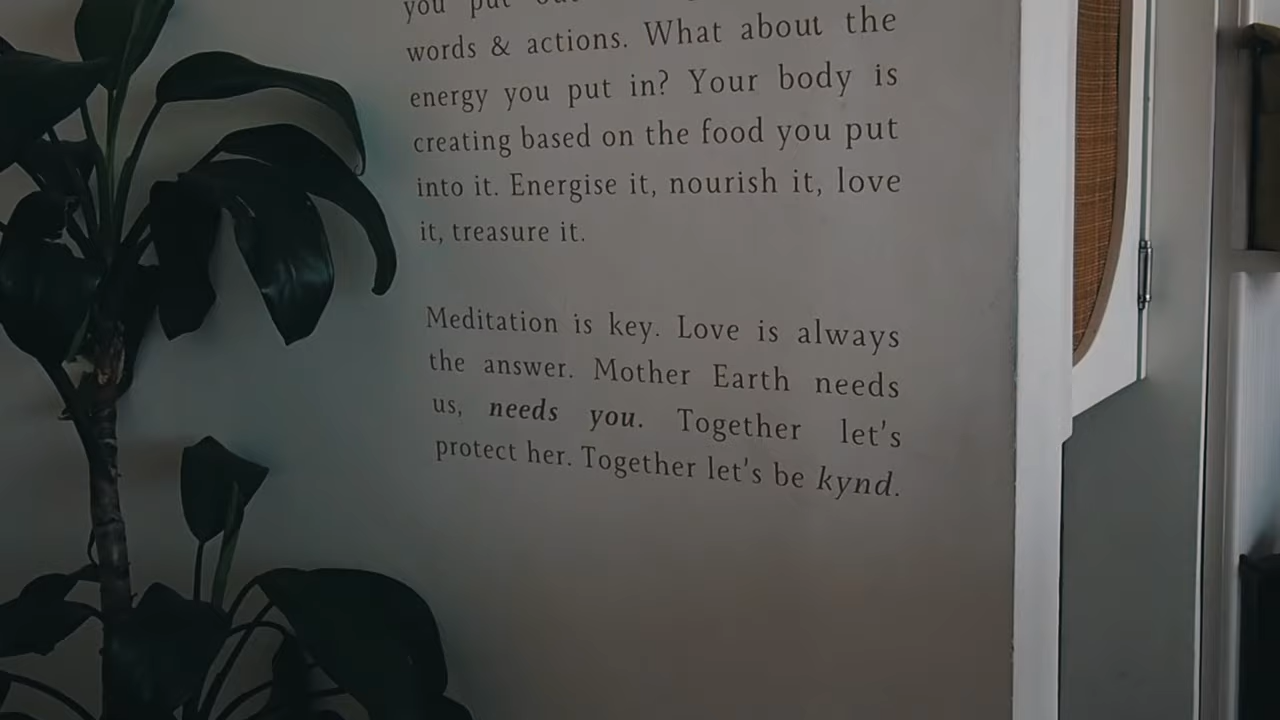 you put
words & actions. What about the
energy you put in? Your body is
creating based on the food you put
into it. Energise it, nourish it, love
it, treasure it.
Meditation is key. Love is always
the answer. Mother Earth needs
us, needs you. Together let's
protect her. Together let's be kynd.